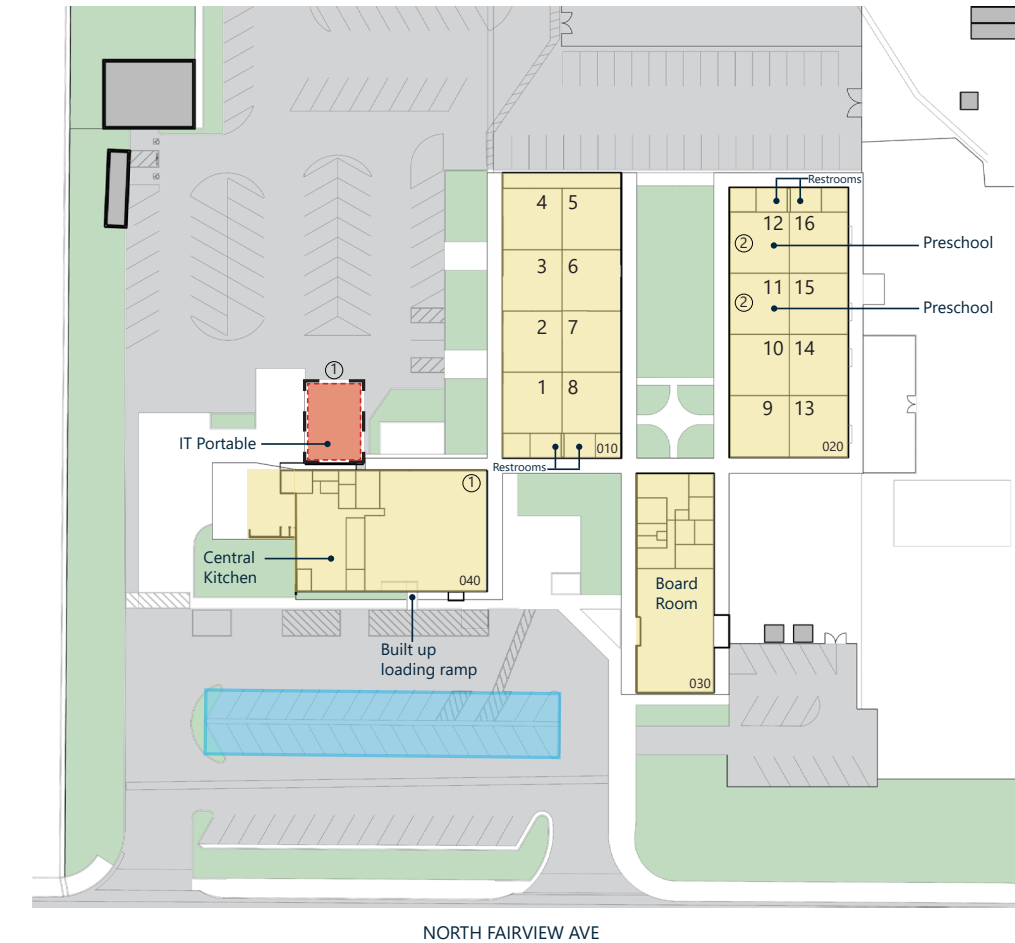 Restrooms
4 5
12 16
②
Preschool
3 6
11 15
②
Preschool
2 7
10 14
①
1 8
9 13
IT Portable
010
020
Restrooms
①
Central
Kitchen
040
Board
Room
Built up
loading ramp
030
NORTH FAIRVIEW AVE